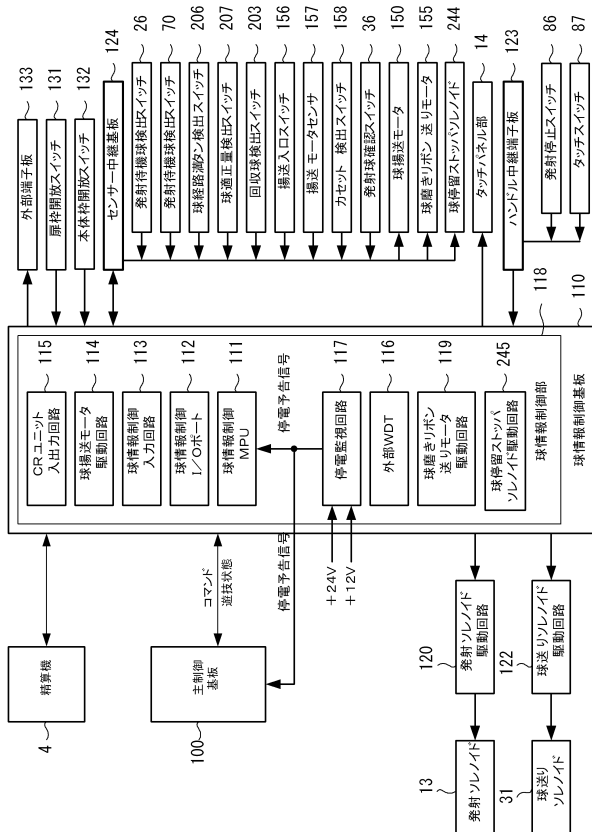 外部端子板
133
扉枠開放スイッチ
131
本体枠開放スイッチ
132
センサー中継基板
124
発射待機球検出スイッチ
26
発射待機球検出スイッチ
70
球経路満タン検出スイッチ
206
球適正量検出スイッチ
207
回収球検出スイッチ
203
揚送入口スイッチ
156
揚送モータセンサ
157
カセット検出スイッチ
158
発射球確認スイッチ
36
球揚送モータ
150
球磨きリボン送りモータ
155
球停留ストッパソレノイド
244
タッチパネル部
14
ハンドル中継端子板
123
発射停止スイッチ
86
タッチスイッチ
87
CRユニット
入出力回路
115
球揚送モータ
駆動回路
114
球情報制御
入力回路
113
球情報制御
I/Oポート
112
球情報制御
MPU
111
停電予告信号
停電監視回路
117
外部WDT
116
球磨きリボン
送りモータ
駆動回路
119
球停留ストッパ
ソレノイド駆動回路
245
球情報制御部
118
球情報制御基板
110
精算機
4
コマンド
遊技状態
主制御
基板
100
停電予告信号
+24V
+12V
発射ソレノイド
駆動回路
120
球送りソレノイド
駆動回路
122
発射ソレノイド
13
球送り
ソレノイド
31